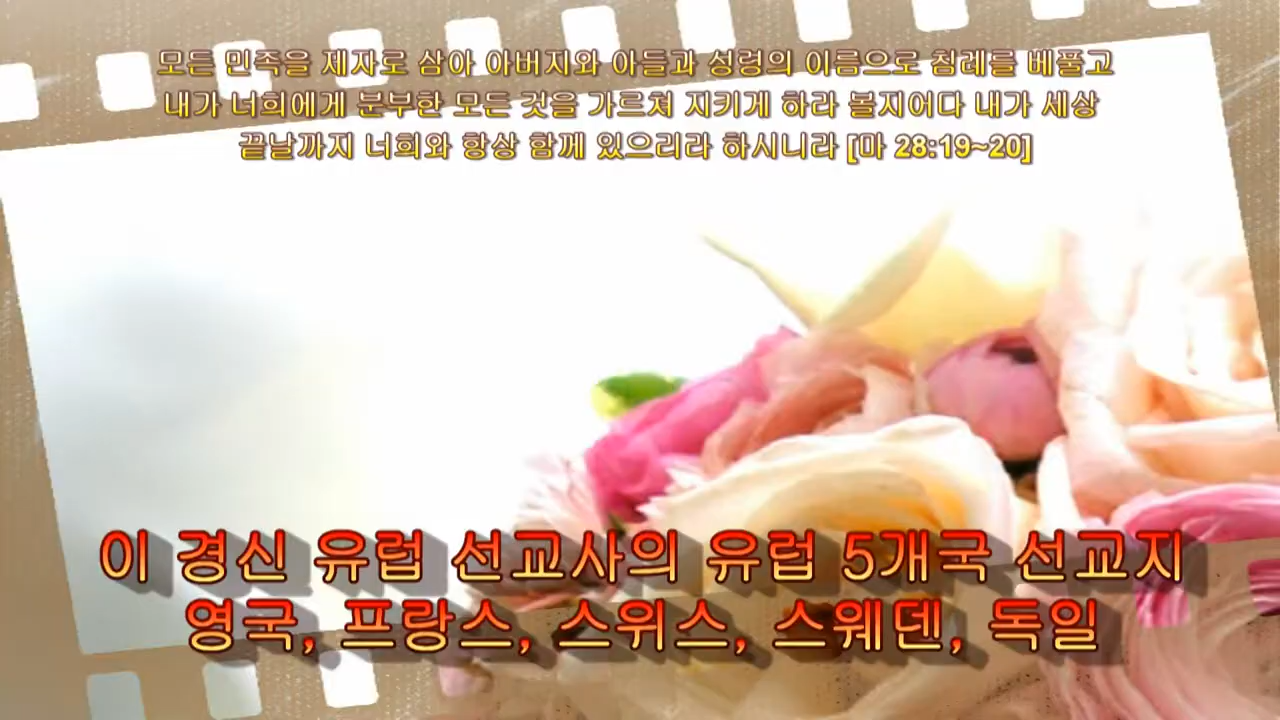 모든 민족을 제자로 삼아 아버지와 아들과 성령의 이름으로 침례를 베풀고
내가 너희에게 분부한 모든 것을 가르쳐 지키게 하라 볼지어다 내가 세상
끝날까지 너희와 항상 함께 있으리라 하시니라 [마 28:19~20]
이 경신 유럽 선교사의 유럽 5개국 선교지
영국, 프랑스, 스위스, 스웨덴, 독일